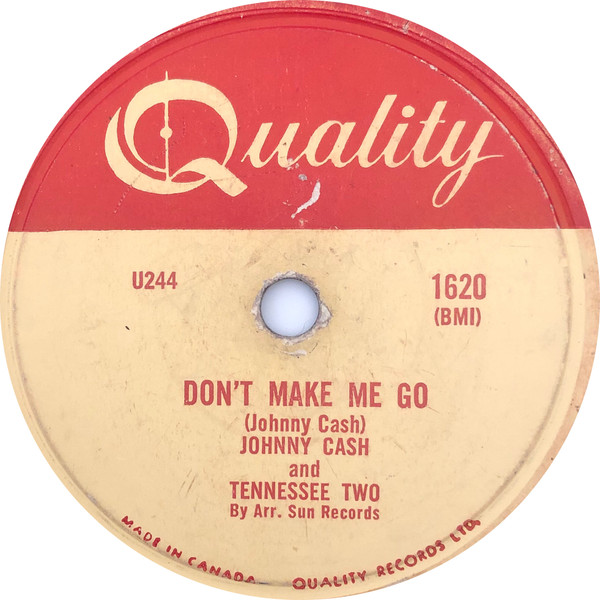 Quality
U244
1620
(BMI)
DON'T MAKE ME GO
(Johnny Cash)
JOHNNY CASH
and
TENNESSEE TWO
By Arr. Sun Records
MADE IN CANADA QUALITY RECORDS LTD.